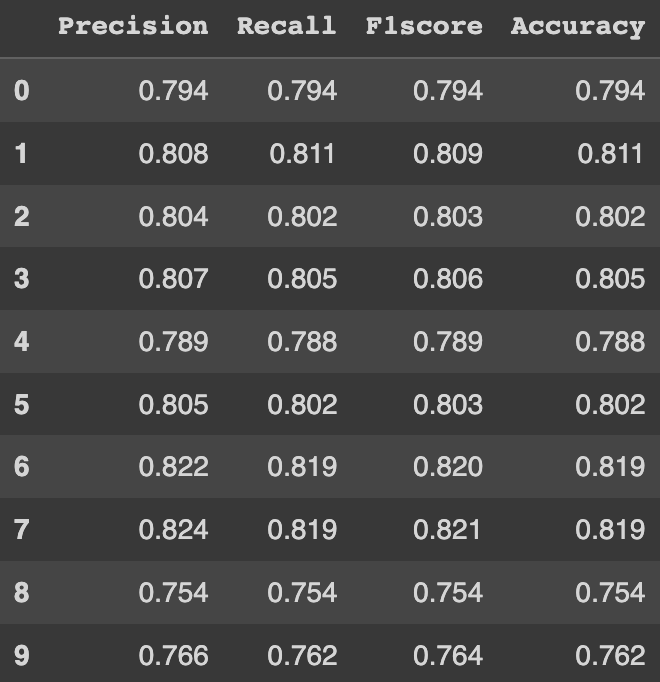 Precision Recall F1score Accuracy
0 0.794 0.794 0.794 0.794
1 0.808 0.811 0.809 0.811
2 0.804 0.802 0.803 0.802
3 0.807 0.805 0.806 0.805
4 0.789 0.788 0.789 0.788
5 0.805 0.802 0.803 0.802
6 0.822 0.819 0.820 0.819
7 0.824 0.819 0.821 0.819
8 0.754 0.754 0.754 0.754
9 0.766 0.762 0.764 0.762